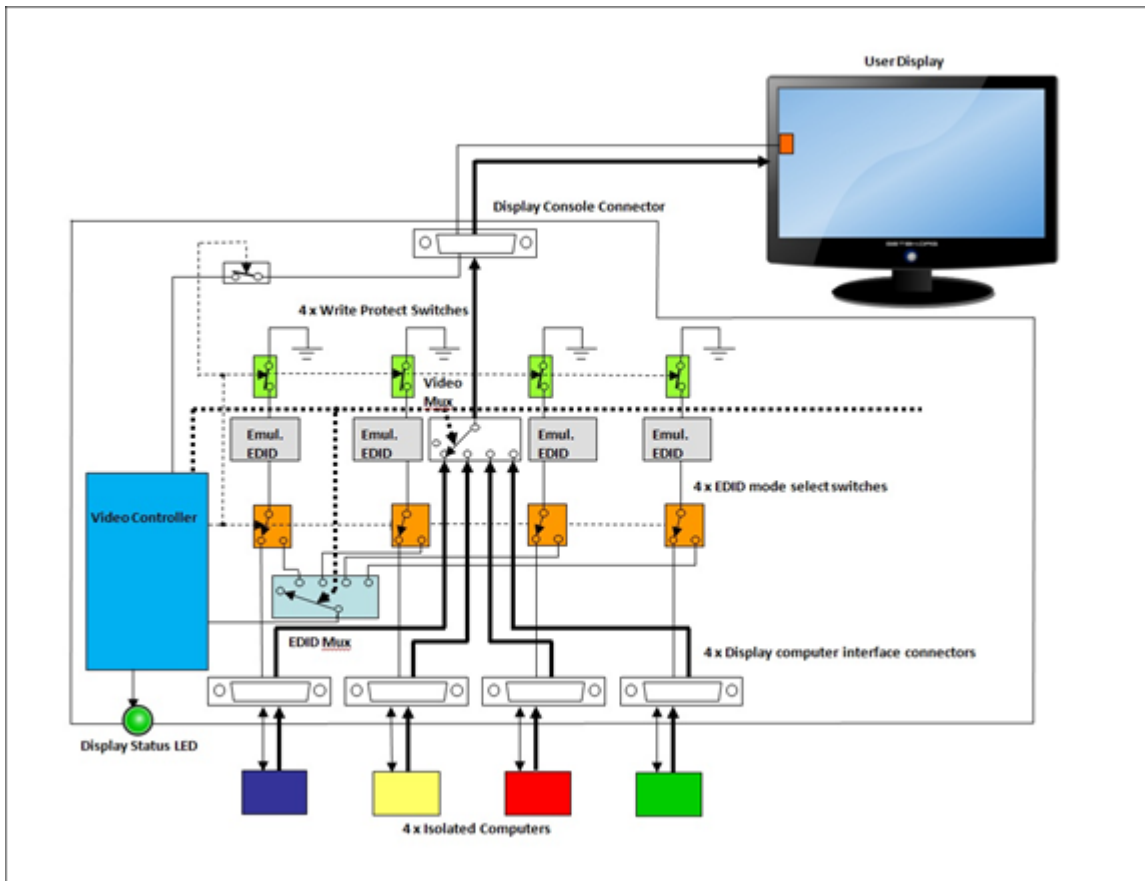 User Display
Display Console Connector
4 x Write Protect Switches
Video
Mux
Emul.
EDID
Emul.
EDID
Emul.
EDID
Emul.
EDID
4 x EDID mode select switches
Video Controller
EDID Mux
4 x Display computer interface connectors
Display Status LED
4 x Isolated Computers